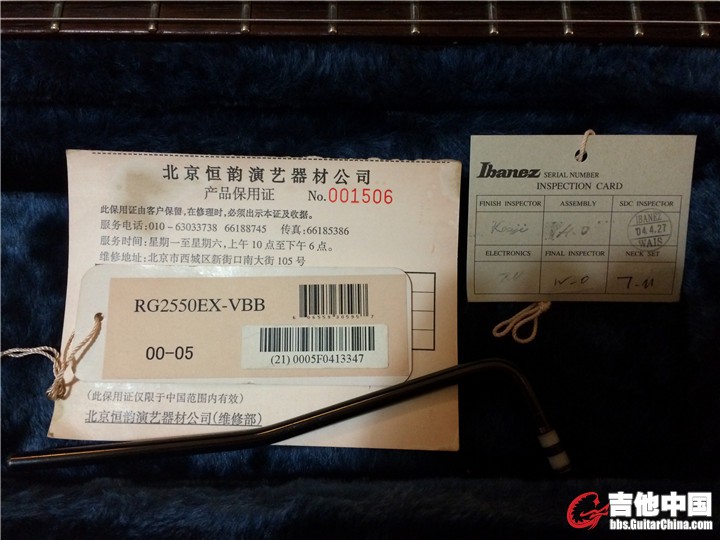 北京恒韵演艺器材公司
产品保用证 No.001506
此保用证由客户保留,在修理时,必须出示本证及收据。
服务电话:010-63033738 66188745 传真:66185386
服务时间:星期一至星期六,上午10点至下午6点。
维修地址:北京市西城区新街口南大街105号
RG2550EX-VBB
00-05
(21) 0005F0413347
(此保用证仅限于中国范围内有效)
北京恒韵演艺器材公司(维修部)
Ibanez SERIAL NUMBER
INSPECTION CARD
FINISH INSPECTOR ASSEMBLY SDC INSPECTOR
IBANEZ
'04.4.27
WAIS
ELECTRONICS FINAL INSPECTOR NECK SET
吉他中国
bbs.GuitarChina.com